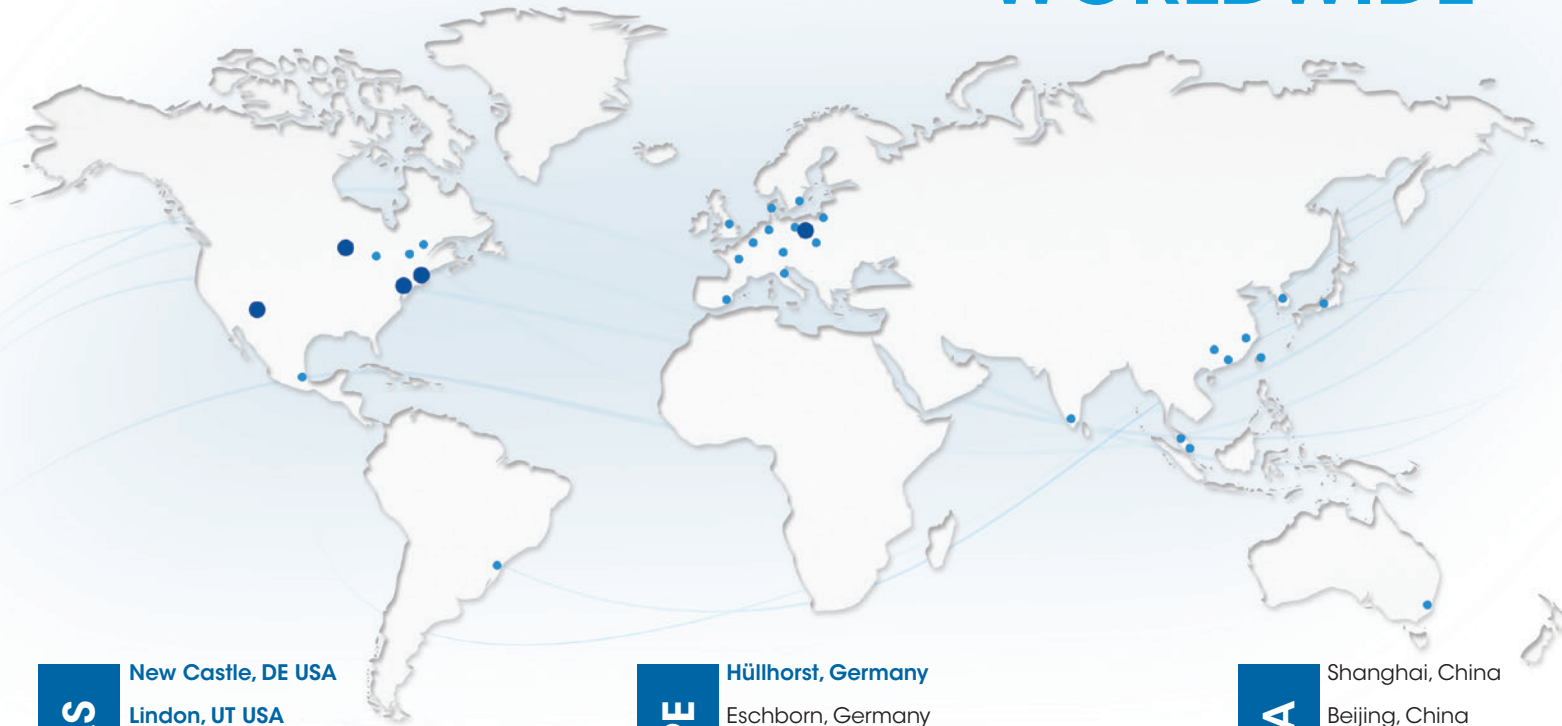 WORLDWIDE
New Castle, DE USA
Lindon, UT USA
Hüllhorst, Germany
Eschborn, Germany
Shanghai, China
Beijing, China